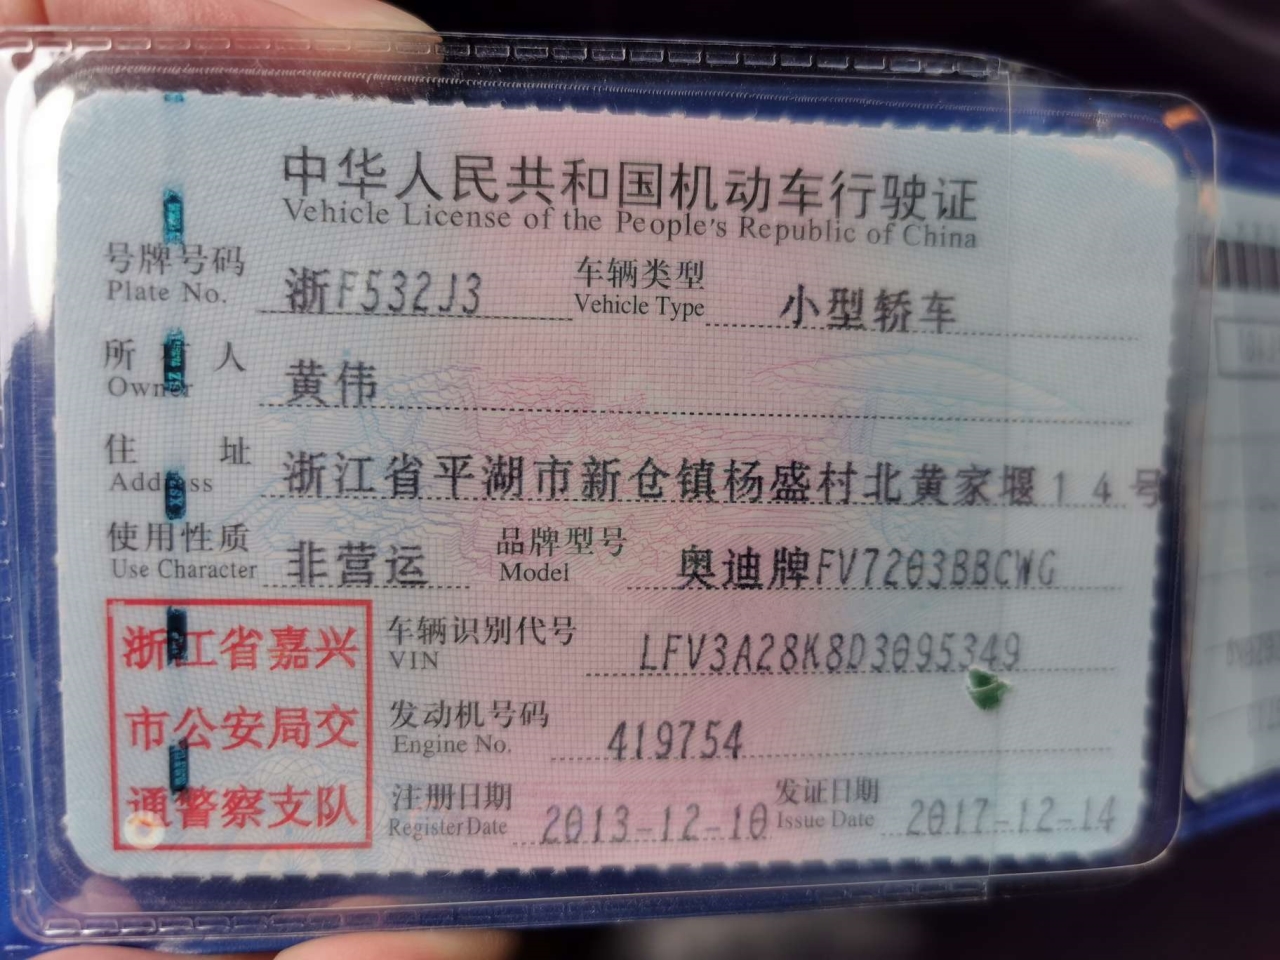 中华人民共和国机动车行驶证
Vehicle License of the People's Republic of China
号牌号码 浙F532J3 车辆类型 小型轿车
Plate No. Vehicle Type
所 人 黄伟
Owner
住 址 浙江省平湖市新仓镇杨盛村北黄家堰14号
Address
使用性质 非营运 品牌型号 奥迪牌FV7203BBCWG
Use Character Model
浙江省嘉兴
市公安局交
通警察支队
车辆识别代号 LFV3A28K8D3095349
VIN
发动机号码 419754
Engine No.
注册日期 2013-12-10 发证日期 2017-12-14
Register Date Issue Date